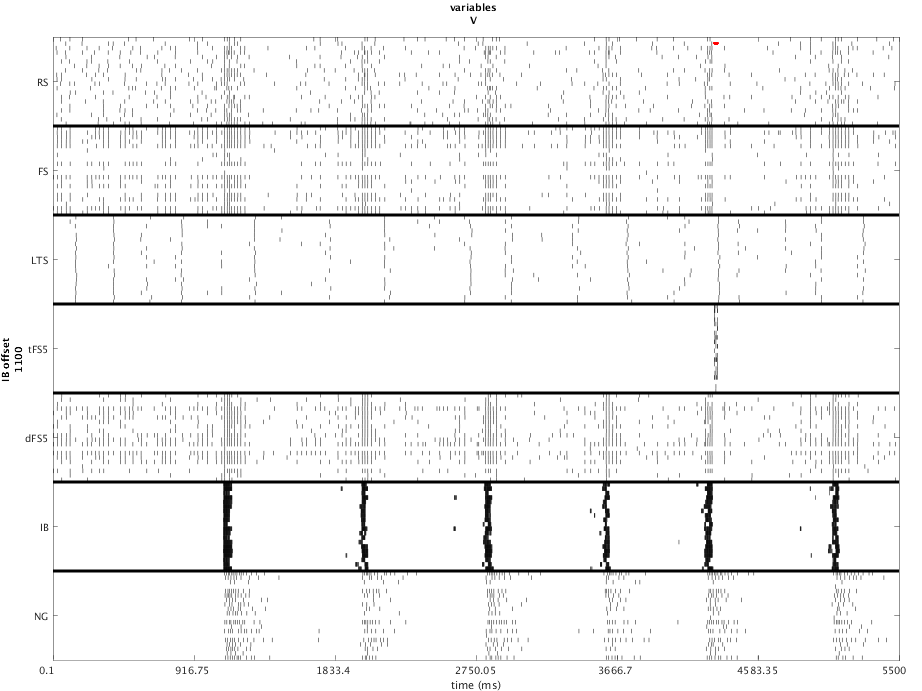 variables
V
RS
FS
LTS
tFS5
dFS5
IB
NG
IB offset
1100
0.1 916.75 1833.4 2750.05 3666.7 4583.35 5500
time (ms)